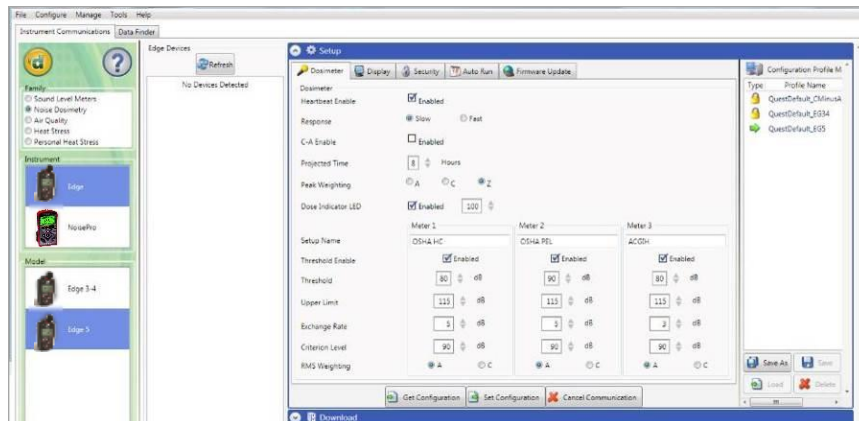 File Configure Manage Tools Help
Instrument Communications Data Finder
Family
Sound Level Meters
Noise Dosimetry
Air Quality
Heat Stress
Personal Heat Stress
Instrument
Edge
NoisePro
Model
Edge 3-4
Edge 5
Edge Devices
Refresh
No Devices Detected
Setup
Dosimeter Display Security Auto Run Firmware Update
Dosimeter
Heartbeat Enable Enabled
Response Slow Fast
C-A Enable Enabled
Projected Time 8 Hours
Peak Weighting A C Z
Dose Indicator LED Enabled 100
Meter 1 Meter 2 Meter 3
Setup Name OSHA HC OSHA PEL ACGIH
Threshold Enable Enabled Enabled Enabled
Threshold 80 dB 90 dB 80 dB
Upper Limit 115 dB 115 dB 115 dB
Exchange Rate 5 dB 5 dB 3 dB
Criterion Level 90 dB 90 dB 90 dB
RMS Weighting A C A C A C
Get Configuration Set Configuration Cancel Communication
Download
Configuration Profile M
Type Profile Name
QuestDefault_CMinusA
QuestDefault_EG34
QuestDefault_EG5
Save As Save
Load Delete